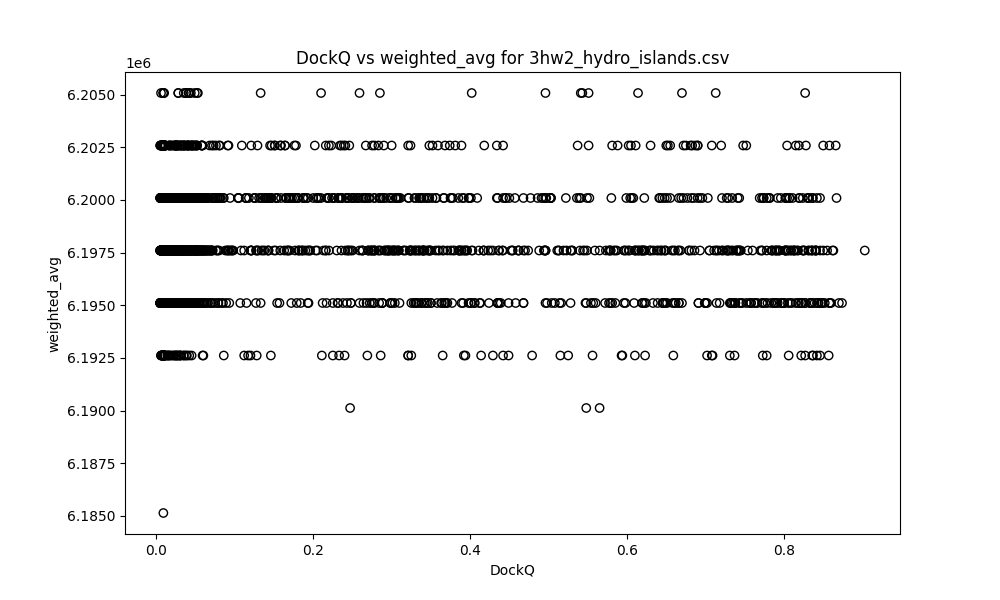 DockQ vs weighted_avg for 3hw2_hydro_islands.csv
1e6
6.2050
6.2025
6.2000
6.1975
6.1950
6.1925
6.1900
6.1875
6.1850
weighted_avg
0.0 0.2 0.4 0.6 0.8
DockQ